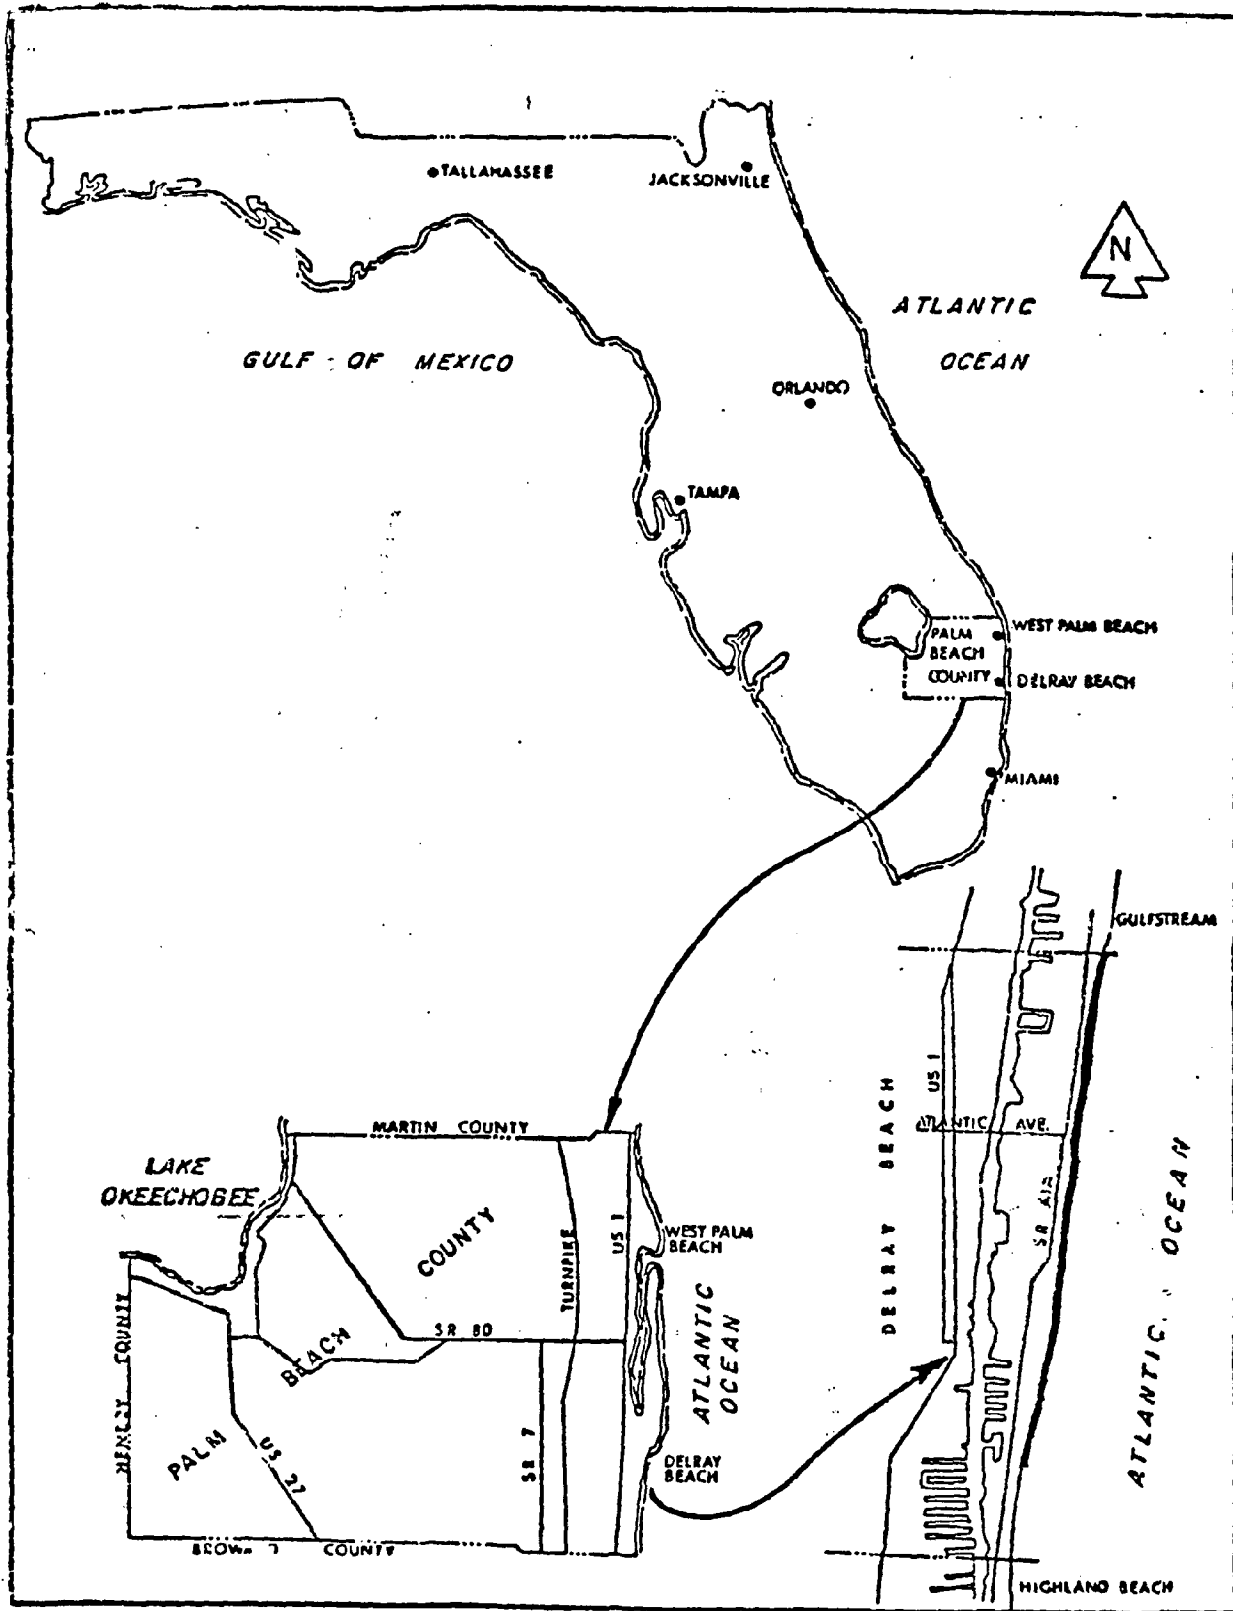 TALLAHASSEE
JACKSONVILLE
N
ATLANTIC
OCEAN
GULF OF MEXICO
ORLANDO
TAMPA
WEST PALM BEACH
PALM
BEACH
COUNTY
DELRAY BEACH
MIAMI
GULFSTREAM
US 1
DELRAY BEACH
ATLANTIC AVE.
S.R. A1A
ATLANTIC OCEAN
HIGHLAND BEACH
MARTIN COUNTY
LAKE
OKEECHOBEE
COUNTY
TURNPIKE
US 1
WEST PALM
BEACH
ATLANTIC
OCEAN
S.R. 80
BEACH
HENDRY COUNTY
PALM
US 27
SR 7
DELRAY
BEACH
COUNTY